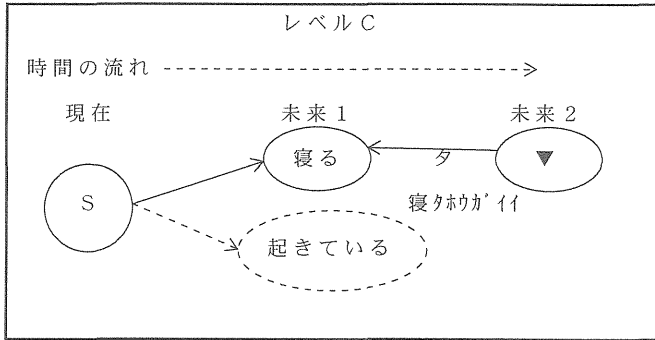 レベルC
時間の流れ
現在 未来1 未来2
寝る タ ▼
S 寝タホウガイイ
起きている